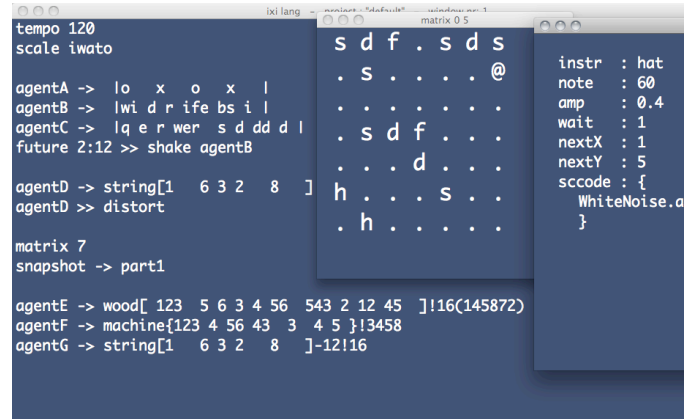 ixi lang - project : "default" - window nr: 1
tempo 120
scale iwato
agentA -> |o   x   o   x   |
agentB -> |wi d r ife bs i |
agentC -> |q e r wer  s d dd d |
future 2:12 >> shake agentB
agentD -> string[1   6 3 2   8   ]
agentD >> distort
matrix 7
snapshot -> part1
agentE -> wood[ 123  5 6 3 4 56  543 2 12 45  ]!16(145872)
agentF -> machine{123 4 56 43  3  4 5 }!3458
agentG -> string[1   6 3 2   8   ]-12!16
matrix 0 5
s d f . s d s
. s . . . . @
. . . . . . .
. s d f . . .
. . . d . . .
h . . . s . .
. h . . . . .
instr : hat
note : 60
amp : 0.4
wait : 1
nextX : 1
nextY : 5
sccode : {
WhiteNoise.a
}